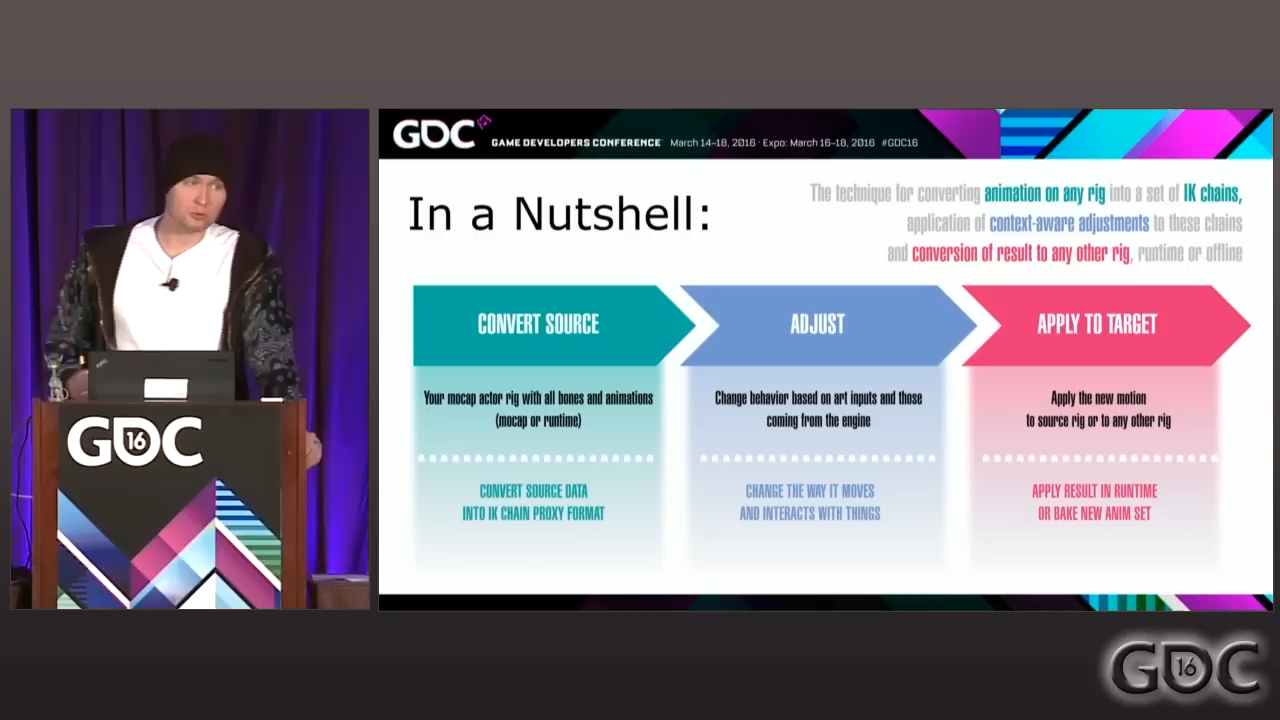 GDC
GAME DEVELOPERS CONFERENCE March 14–18, 2016 · Expo: March 16–18, 2016 #GDC16
In a Nutshell:
The technique for converting animation on any rig into a set of IK chains,
application of context-aware adjustments to these chains
and conversion of result to any other rig, runtime or offline
CONVERT SOURCE
Your mocap actor rig with all bones and animations
(mocap or runtime)
CONVERT SOURCE DATA
INTO IK CHAIN PROXY FORMAT
ADJUST
Change behavior based on art inputs and those
coming from the engine
CHANGE THE WAY IT MOVES
AND INTERACTS WITH THINGS
APPLY TO TARGET
Apply the new motion
to source rig or to any other rig
APPLY RESULT IN RUNTIME
OR BAKE NEW ANIM SET
GDC 16
GDC 16